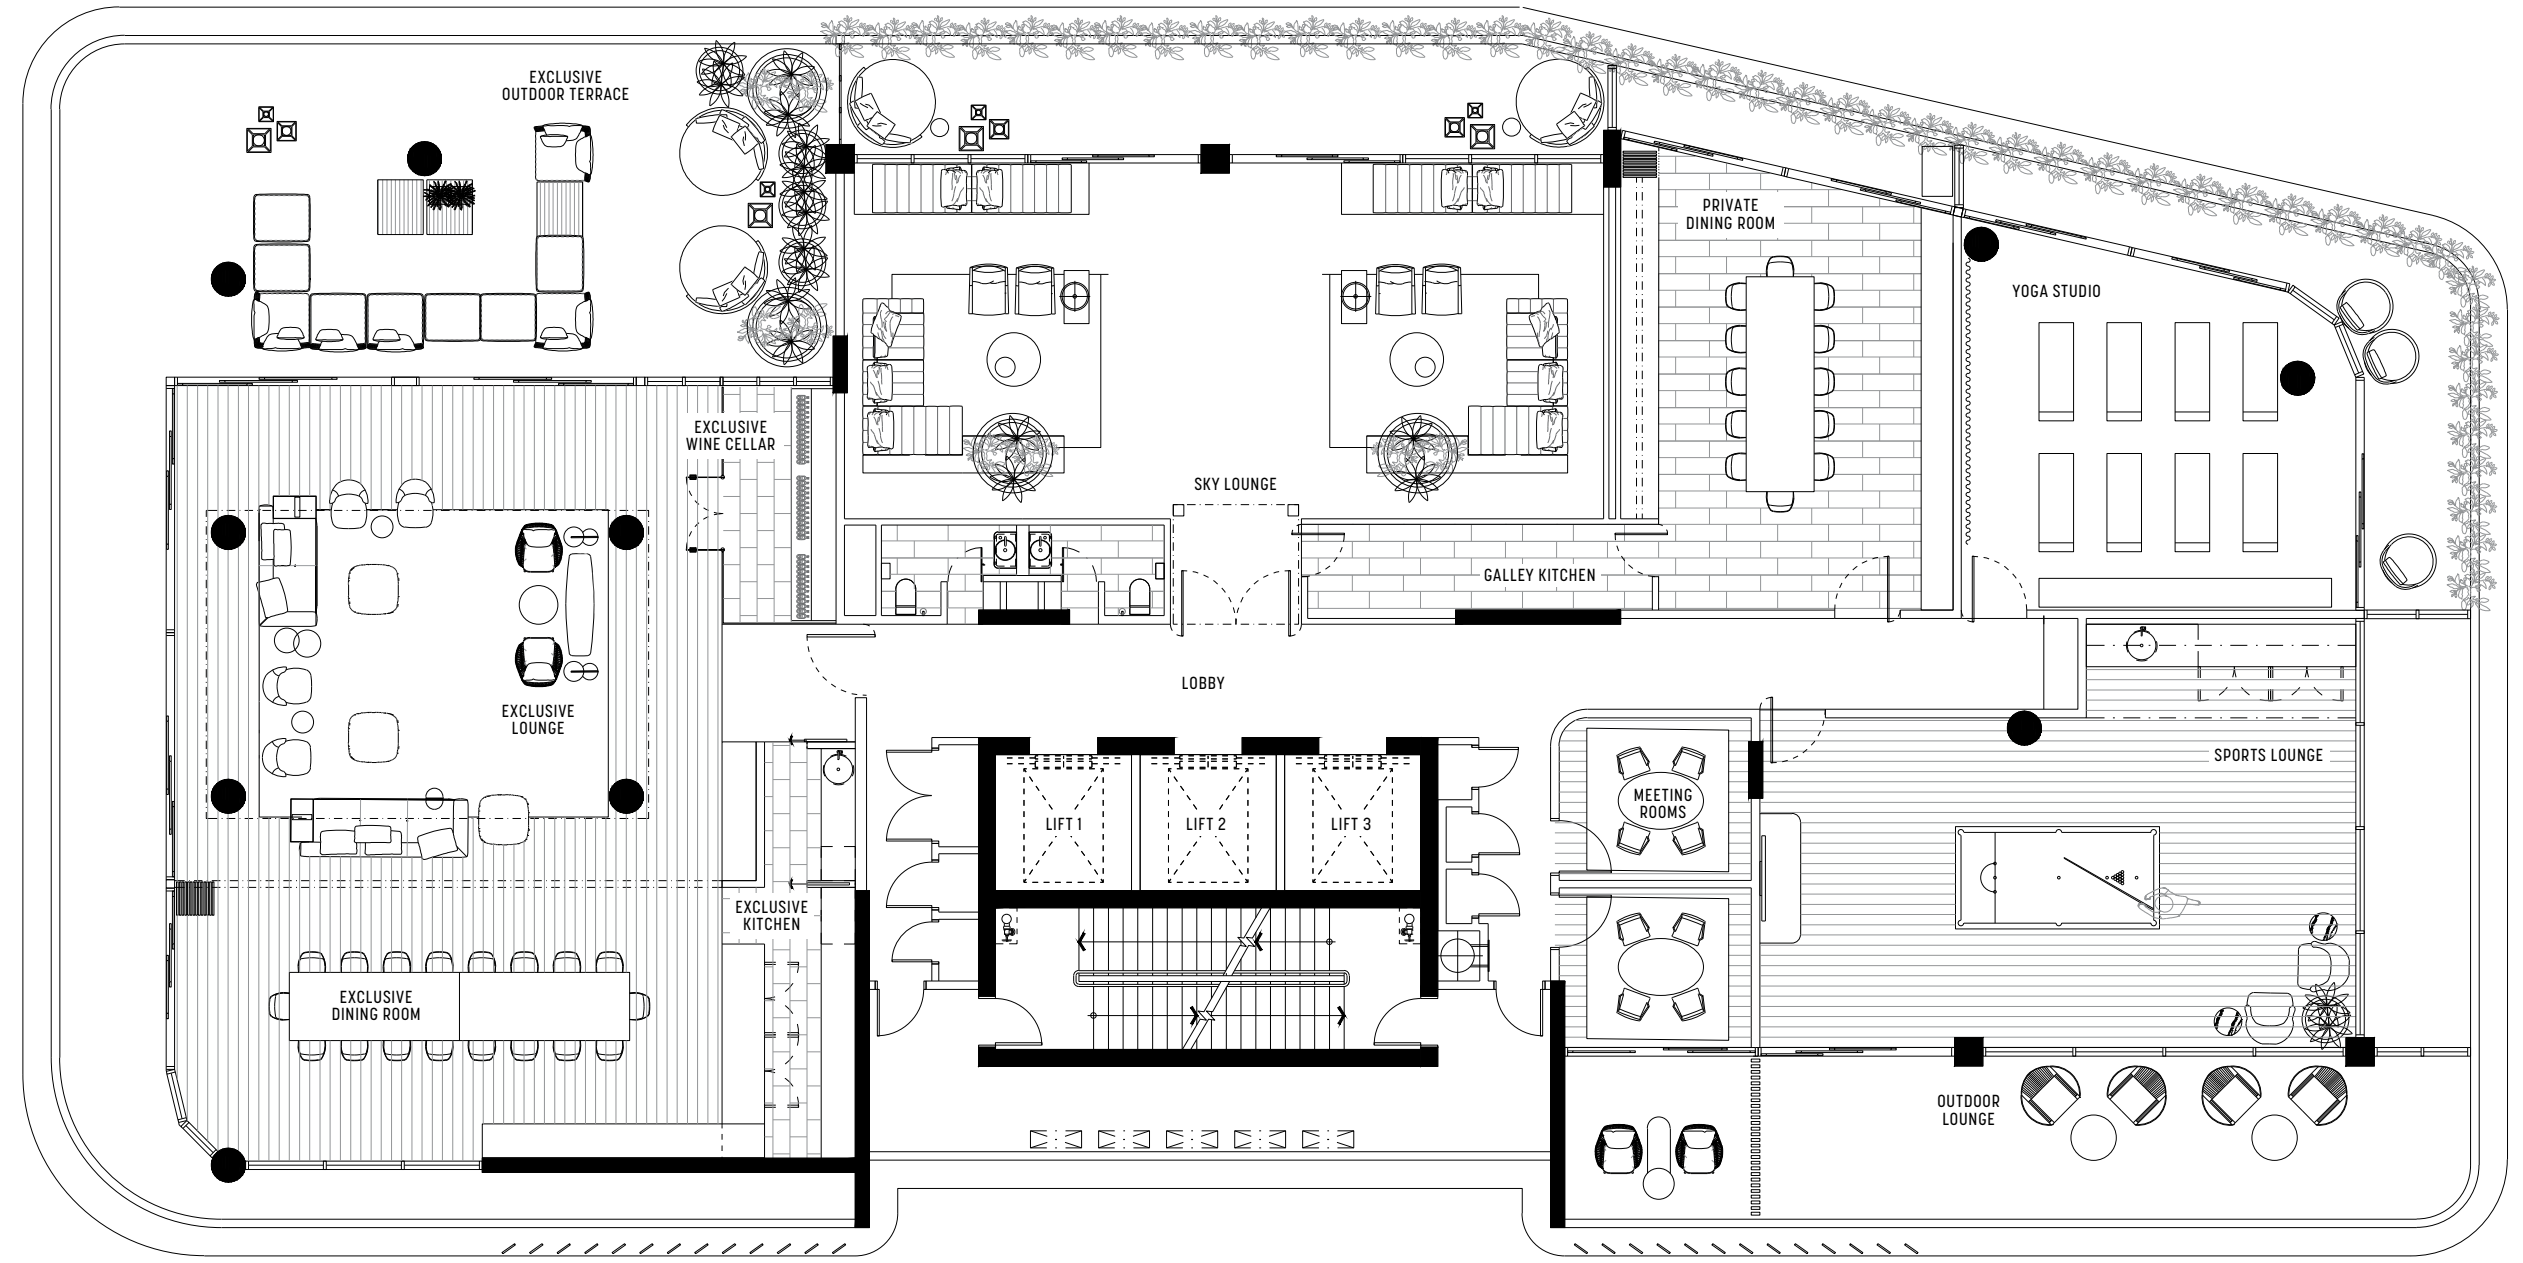 EXCLUSIVE
OUTDOOR TERRACE
PRIVATE
DINING ROOM
YOGA STUDIO
EXCLUSIVE
WINE CELLAR
SKY LOUNGE
GALLEY KITCHEN
LOBBY
EXCLUSIVE
LOUNGE
SPORTS LOUNGE
MEETING
ROOMS
LIFT 1
LIFT 2
LIFT 3
EXCLUSIVE
KITCHEN
EXCLUSIVE
DINING ROOM
OUTDOOR
LOUNGE